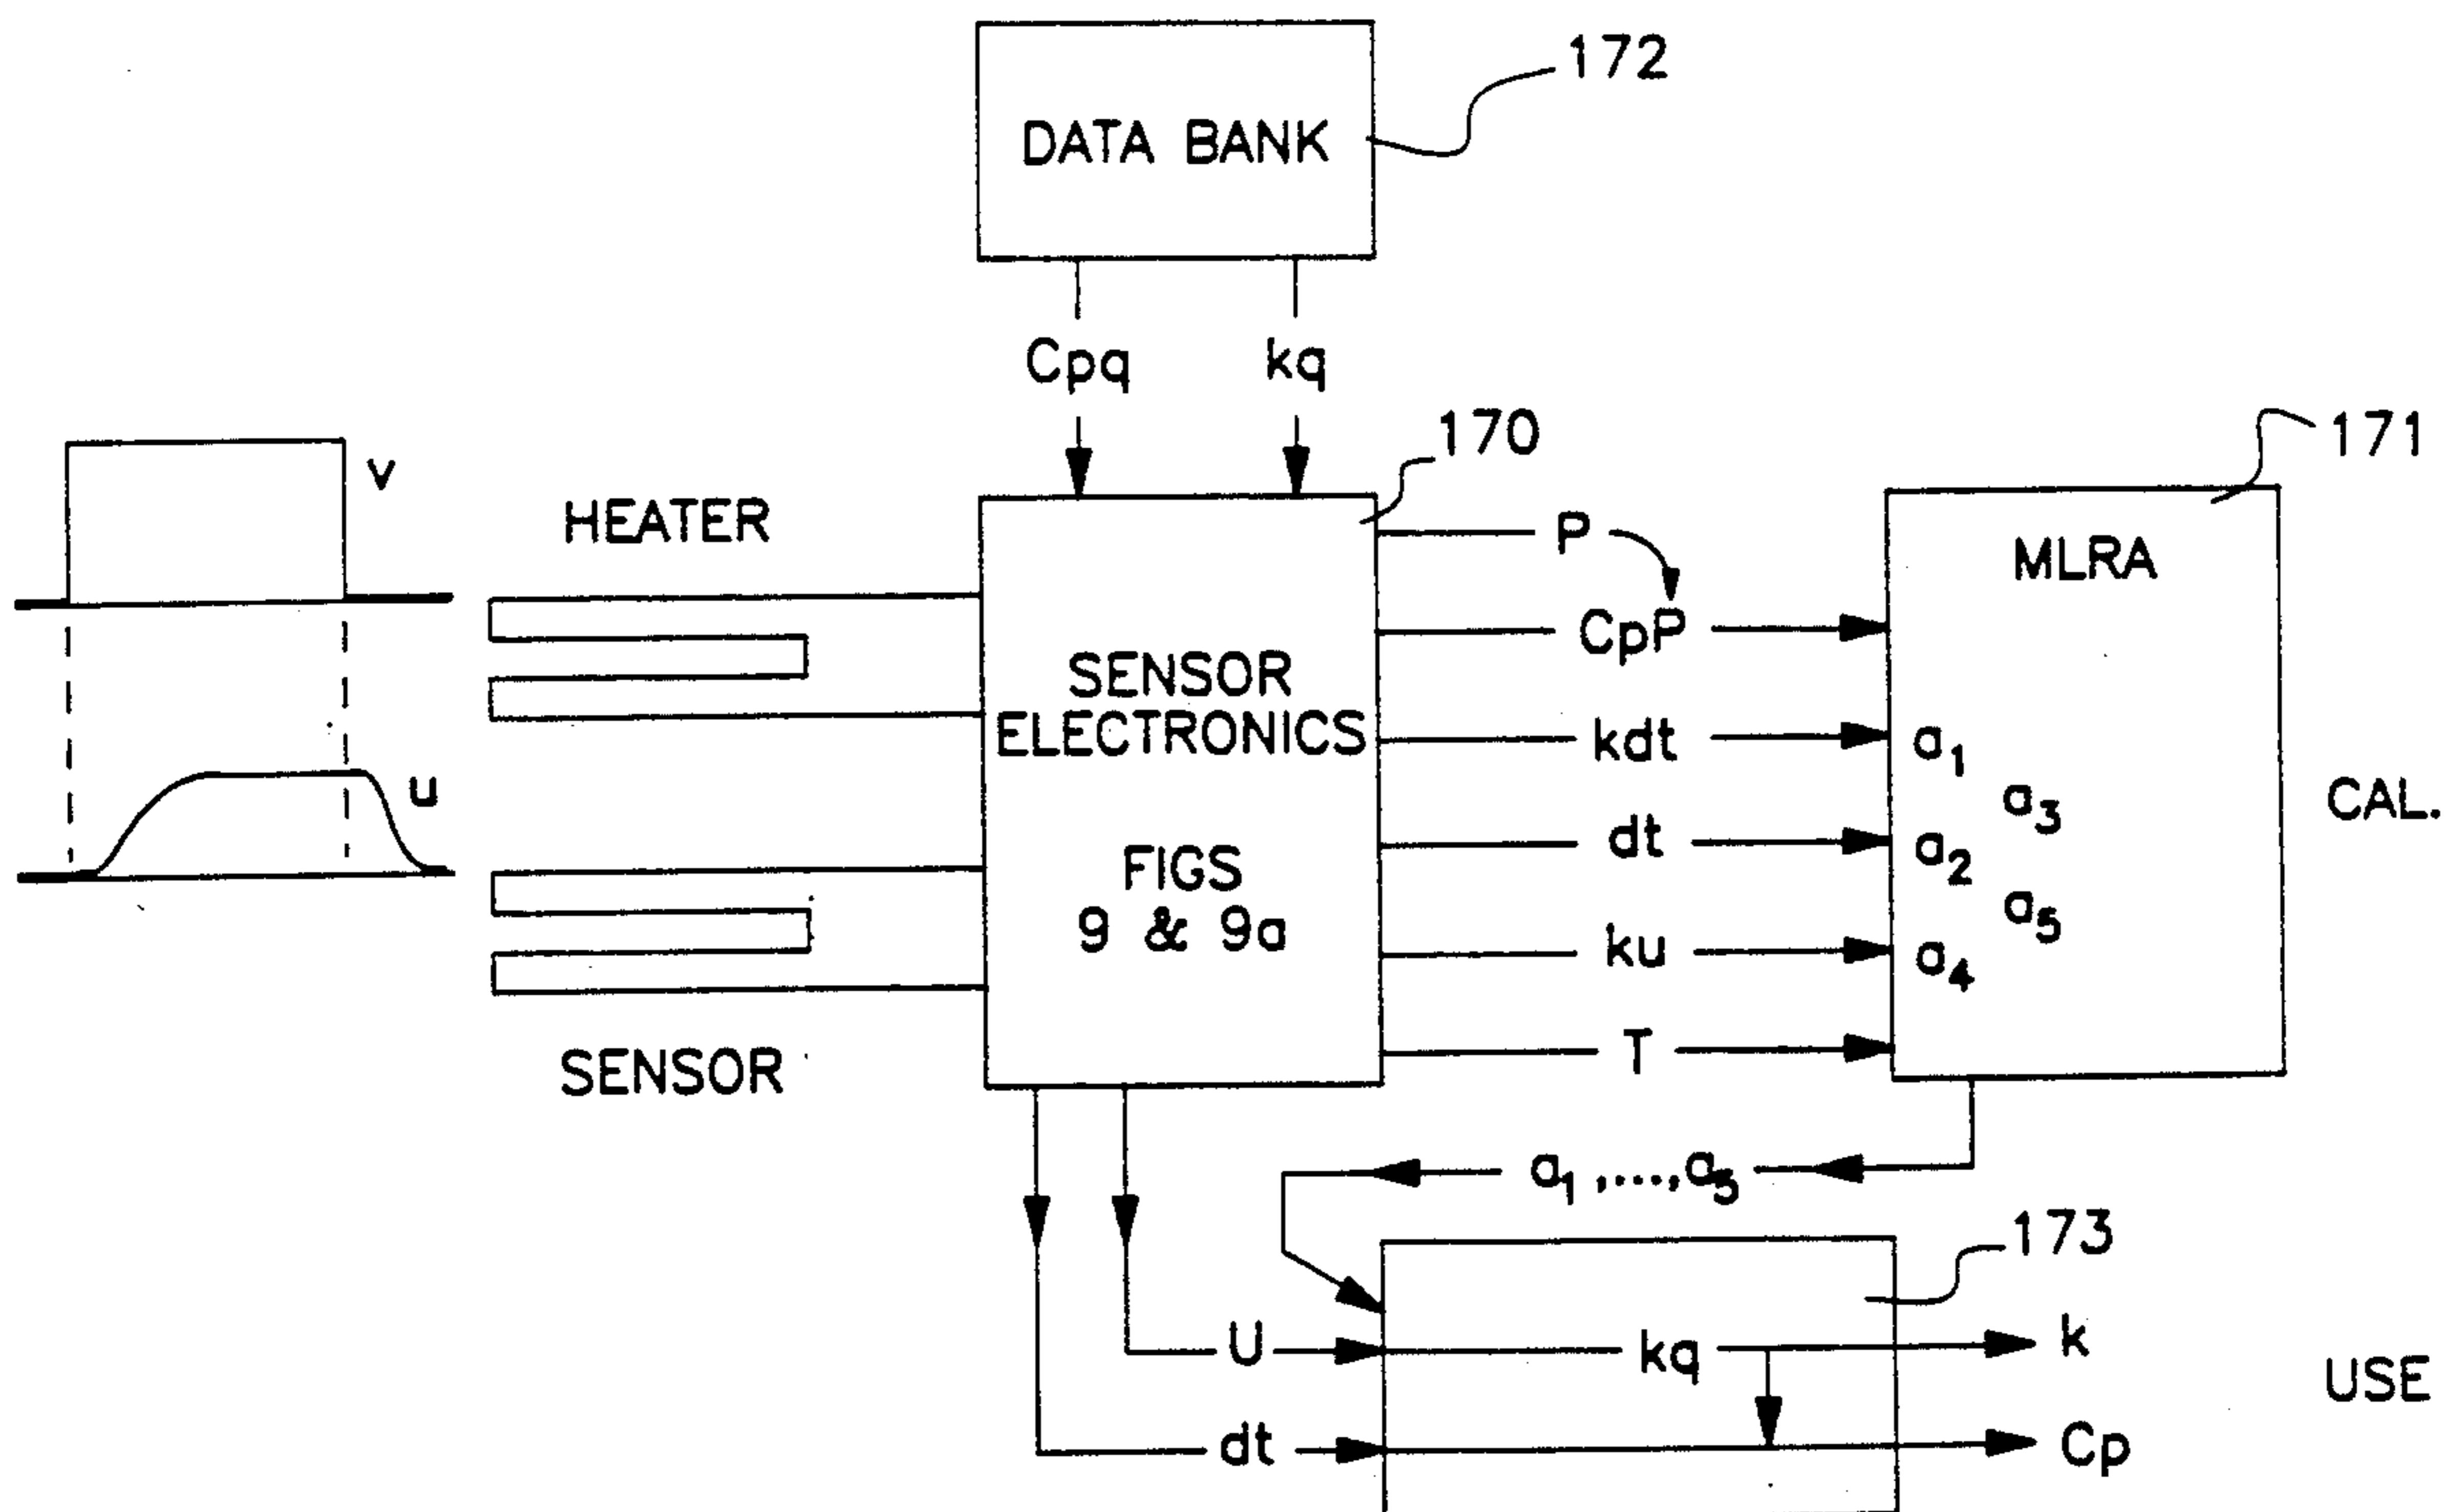 172
DATA BANK
Cpq
kq
170
171
v
HEATER
P
MLRA
CpP
SENSOR
ELECTRONICS
kdt
a1
u
a3
CAL.
dt
a2
FIGS
9 & 9a
a5
ku
a4
T
SENSOR
a1,...,a5
173
U
kq
k
USE
dt
Cp